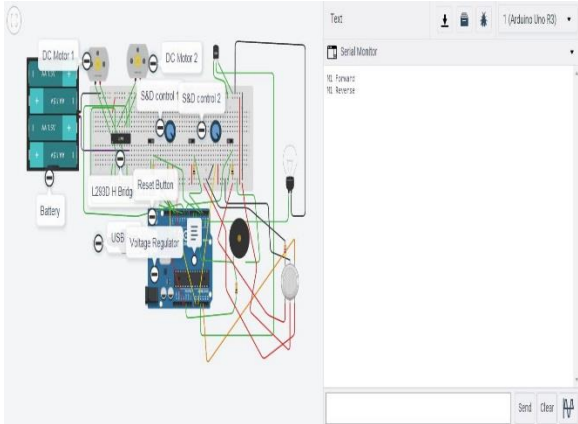 Text
1 (Arduino Uno R3)
Serial Monitor
M1 Forward
M1 Reverse
DC Motor 1
DC Motor 2
S&D control 1
S&D control 2
L293D H Bridg
Reset Button
Battery
USB
Voltage Regulator
Send
Clear